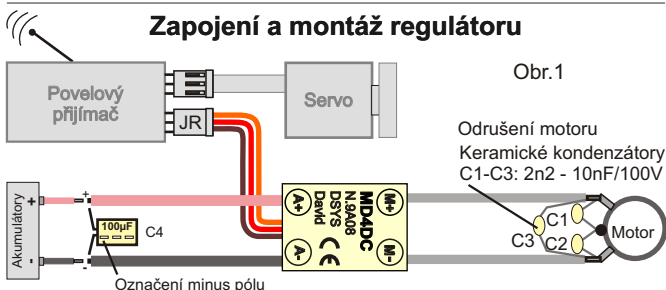 Zapojení a montáž regulátoru
Obr.1
Povelový
přijímač
Servo
JR
Odrušení motoru
Keramické kondenzátory
C1-C3: 2n2 - 10nF/100V
Akumulátory
+
-
+
-
100µF
C4
Označení minus pólu
A+
A-
MD4DC
N.9A08
DSYS
David
CE
M+
M-
C1
C2
C3
Motor